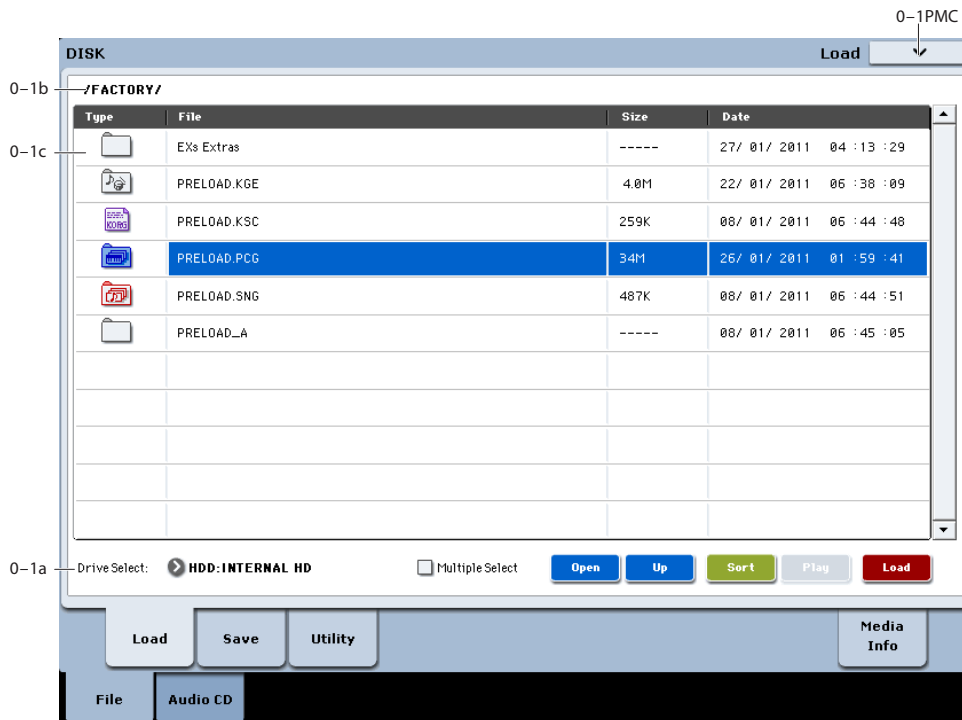 0–1PMC
DISK
Load
0–1b
/FACTORY/
Type File Size Date
0–1c
EXs Extras ----- 27/ 01/ 2011 04 :13 :29
PRELOAD.KGE 4.0M 22/ 01/ 2011 06 :38 :09
KORG PRELOAD.KSC 259K 08/ 01/ 2011 06 :44 :48
PRELOAD.PCG 34M 26/ 01/ 2011 01 :59 :41
PRELOAD.SNG 487K 08/ 01/ 2011 06 :44 :51
PRELOAD_A ----- 08/ 01/ 2011 06 :45 :05
0–1a
Drive Select: HDD:INTERNAL HD Multiple Select Open Up Sort Play Load
Load Save Utility Media
Info
File Audio CD